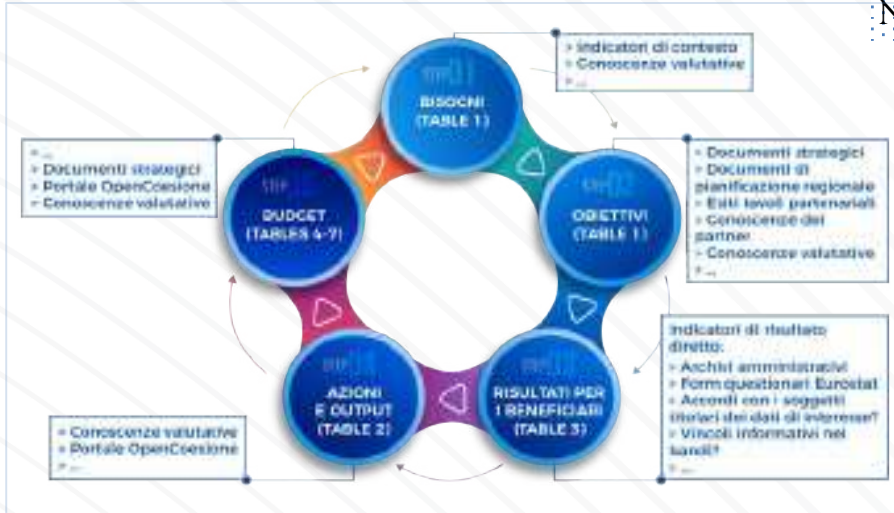 > Indicatori di contesto
> Conoscenze valutative
> ...
BISOGNI
(TABLE 1)
> ...
> Documenti strategici
> Portale OpenCoesione
> Conoscenze valutative
BUDGET
(TABLES 4-7)
OBIETTIVI
(TABLE 1)
> Documenti strategici
> Documenti di
pianificazione regionale
> Esiti tavoli partenariali
> Conoscenze dei
partner
> Conoscenze valutative
> ...
Indicatori di risultato
diretto:
> Archivi amministrativi
> Form questionari Eurostat
> Accordi con i soggetti
titolari dei dati di interesse?
> Vincoli informativi nei
bandi?
> ...
AZIONI
E OUTPUT
(TABLE 2)
RISULTATI PER
I BENEFICIARI
(TABLE 3)
> Conoscenze valutative
> Portale OpenCoesione
> ...